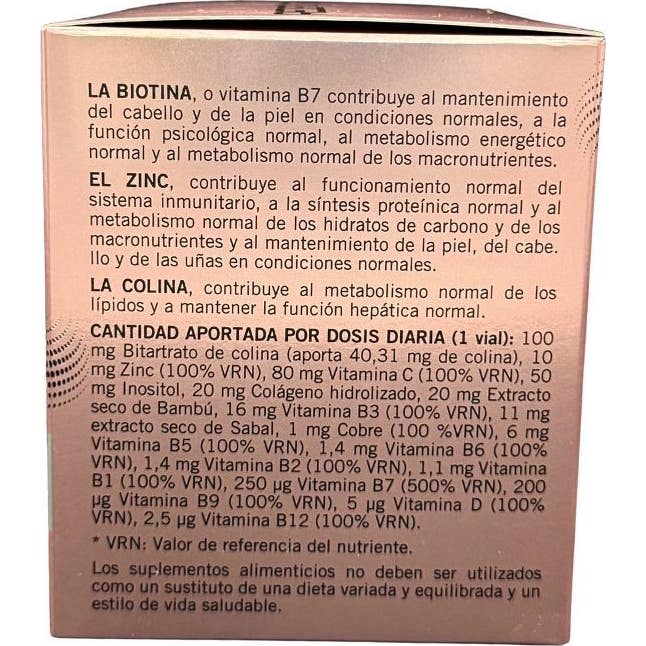 LA BIOTINA, o vitamina B7 contribuye al mantenimiento
del cabello y de la piel en condiciones normales, a la
función psicológica normal, al metabolismo energético
normal y al metabolismo normal de los macronutrientes.
EL ZINC, contribuye al funcionamiento normal del
sistema inmunitario, a la síntesis proteínica normal y al
metabolismo normal de los hidratos de carbono y de los
macronutrientes y al mantenimiento de la piel, del cabe.
llo y de las uñas en condiciones normales.
LA COLINA, contribuye al metabolismo normal de los
lípidos y a mantener la función hepática normal.
CANTIDAD APORTADA POR DOSIS DIARIA (1 vial): 100
mg Bitartrato de colina (aporta 40,31 mg de colina), 10
mg Zinc (100% VRN), 80 mg Vitamina C (100% VRN), 50
mg Inositol, 20 mg Colágeno hidrolizado, 20 mg Extracto
seco de Bambú, 16 mg Vitamina B3 (100% VRN), 11 mg
extracto seco de Sabal, 1 mg Cobre (100 %VRN), 6 mg
Vitamina B5 (100% VRN), 1,4 mg Vitamina B6 (100%
VRN), 1,4 mg Vitamina B2 (100% VRN), 1,1 mg Vitamina
B1 (100% VRN), 250 µg Vitamina B7 (500% VRN), 200
µg Vitamina B9 (100% VRN), 5 µg Vitamina D (100%
VRN), 2,5 µg Vitamina B12 (100% VRN).
* VRN: Valor de referencia del nutriente.
Los suplementos alimenticios no deben ser utilizados
como un sustituto de una dieta variada y equilibrada y un
estilo de vida saludable.